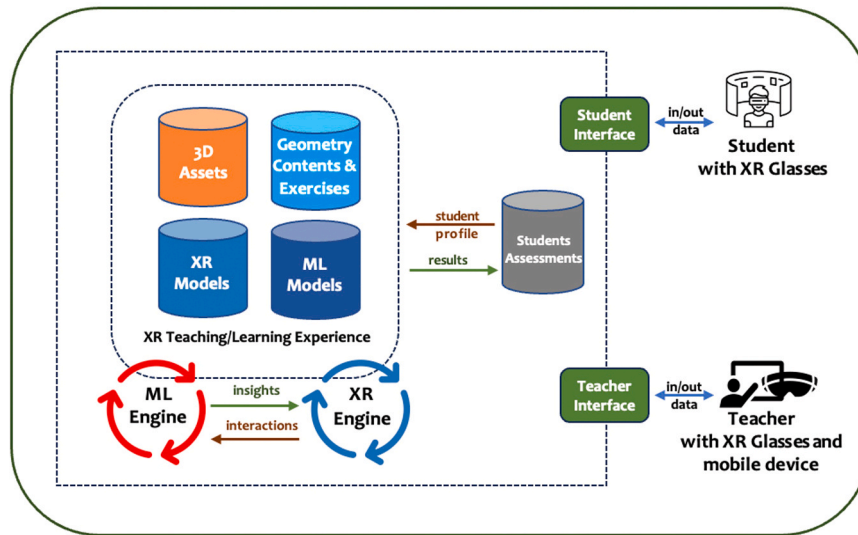 3D
Assets
Geometry
Contents &
Exercises
XR
Models
ML
Models
XR Teaching/Learning Experience
student
profile
results
Students
Assessments
ML
Engine
insights
interactions
XR
Engine
Student
Interface
in/out
data
Student
with XR Glasses
Teacher
Interface
in/out
data
Teacher
with XR Glasses and
mobile device